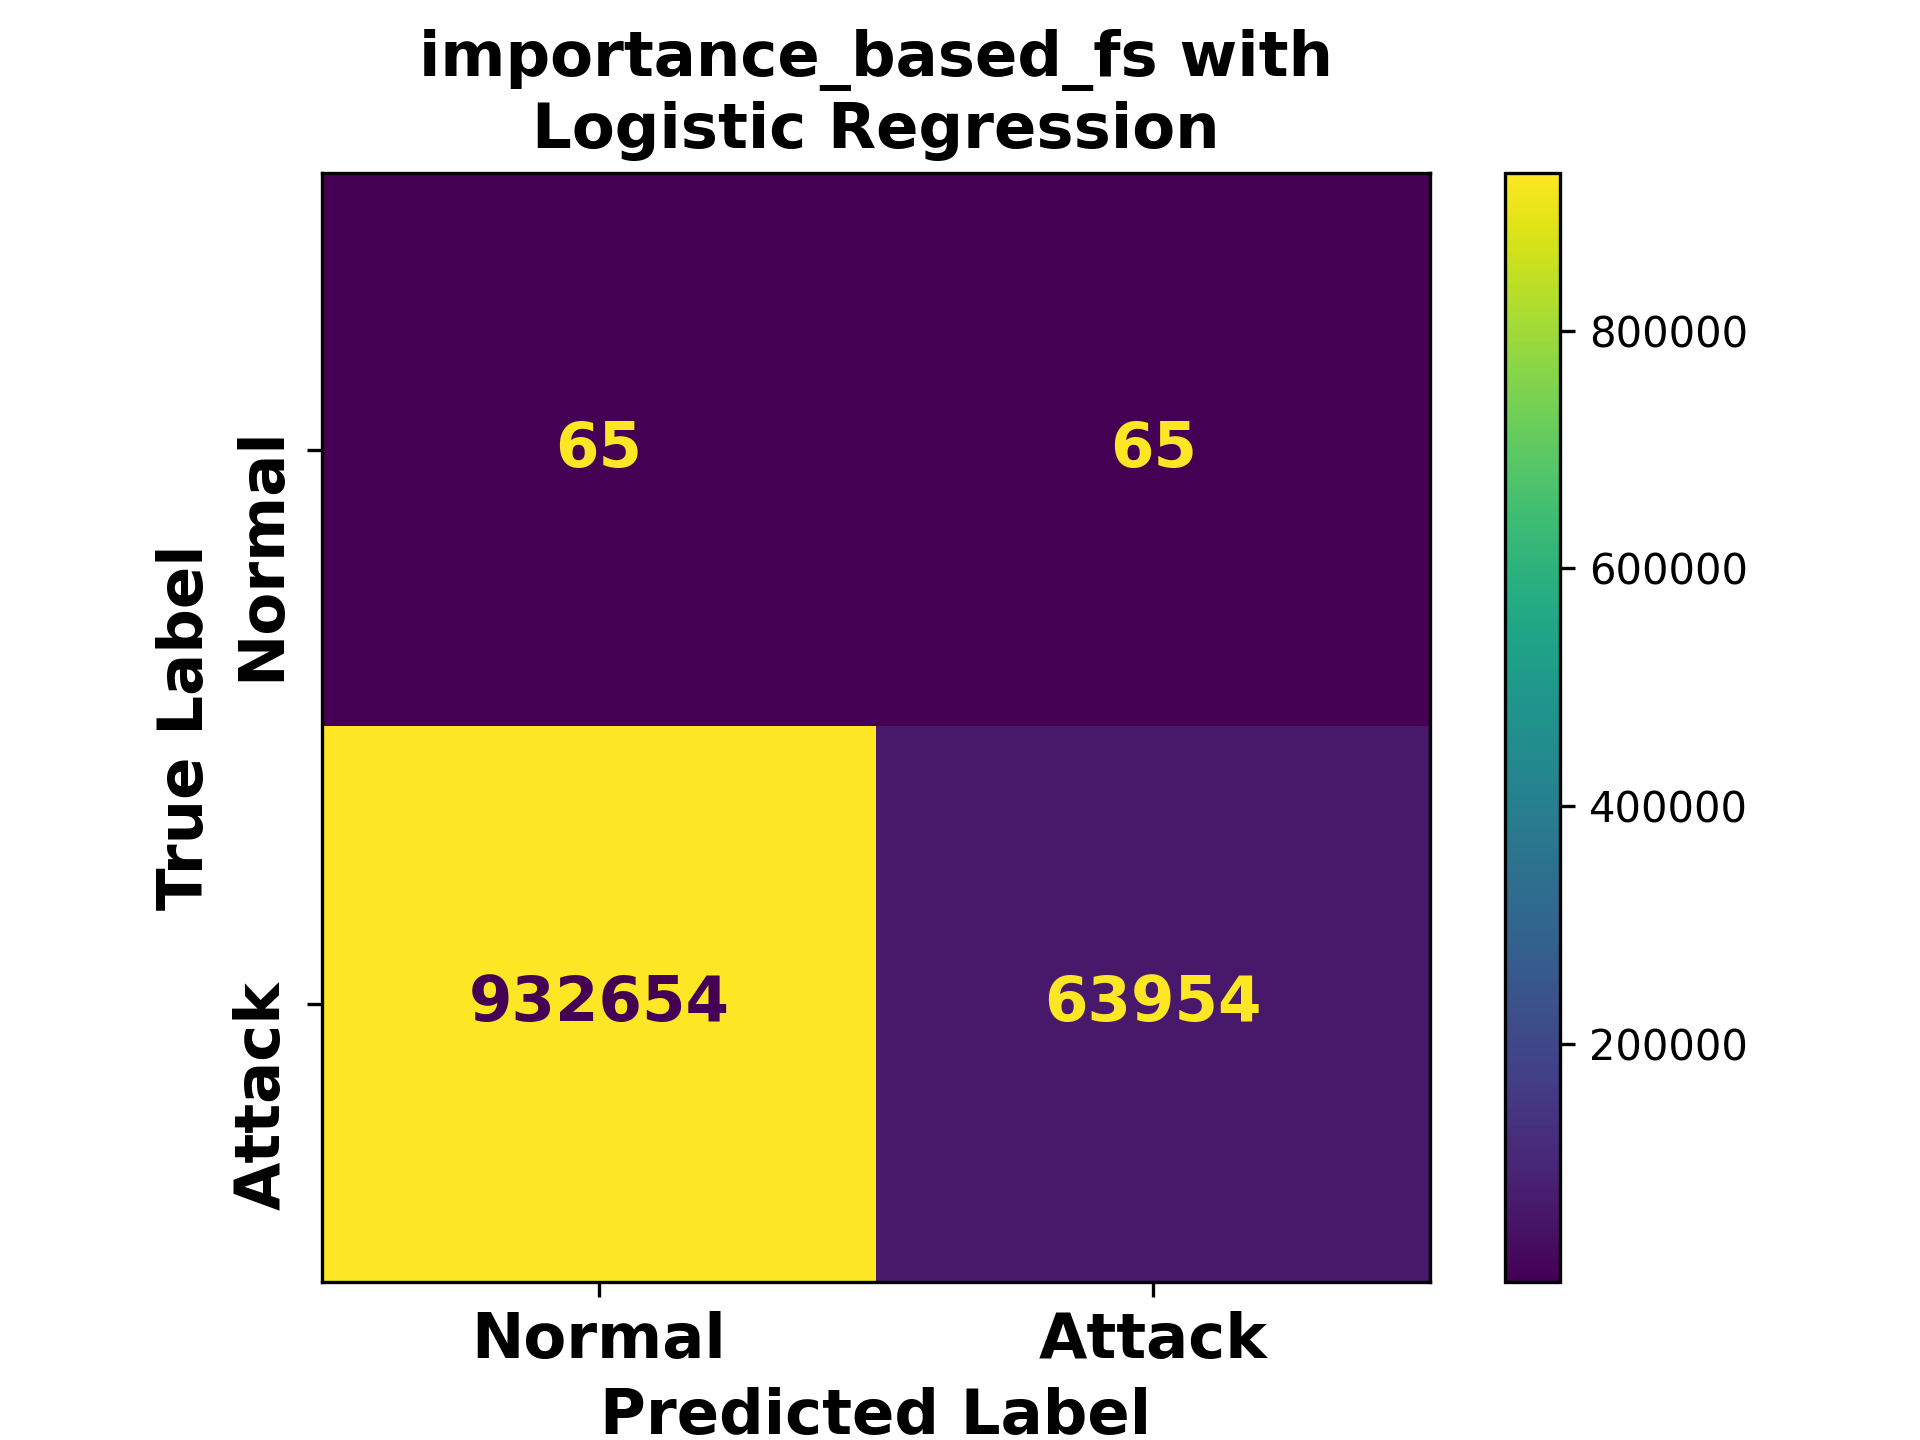 importance_based_fs with
Logistic Regression
True Label
Normal
65
65
Attack
932654
63954
Normal
Attack
Predicted Label
800000
600000
400000
200000